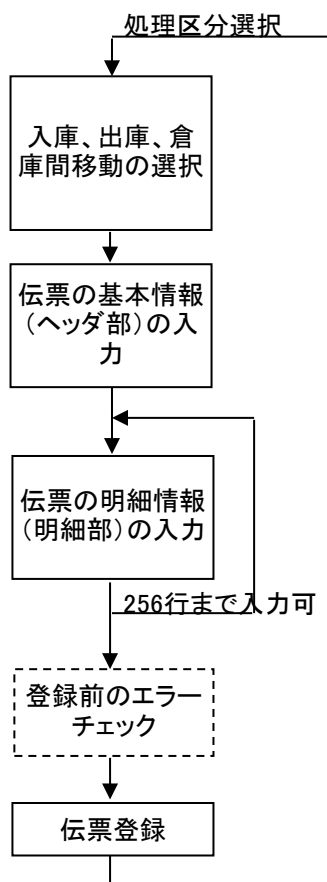 処理区分選択
入庫、出庫、倉
庫間移動の選択
伝票の基本情報
(ヘッダ部)の入
力
伝票の明細情報
(明細部)の入力
256行まで入力可
登録前のエラー
チェック
伝票登録